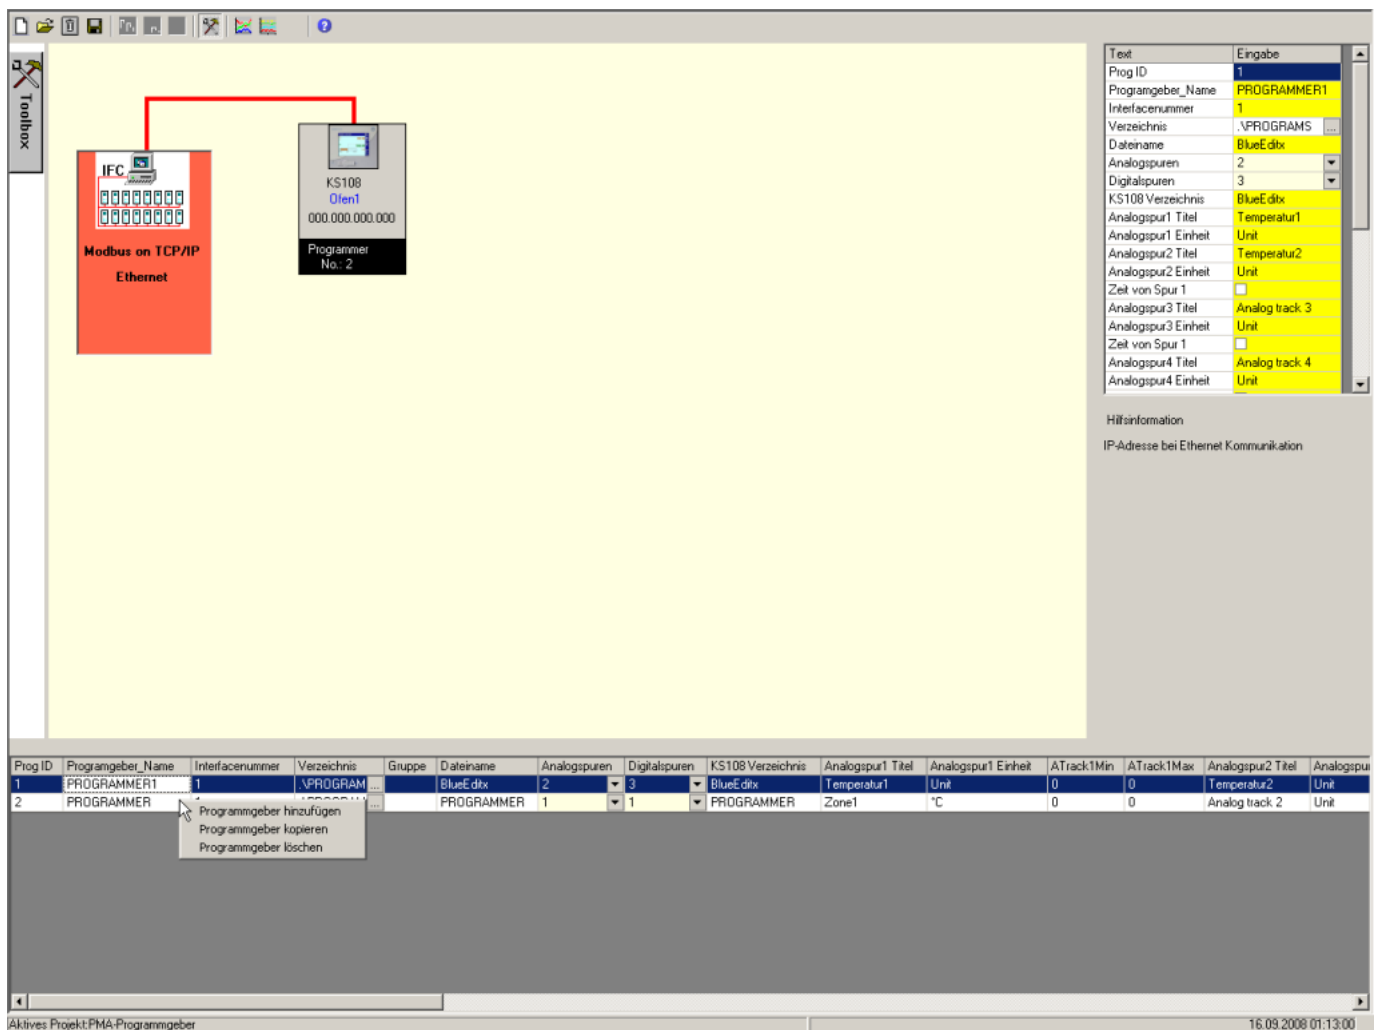 Toolbox
IFC
Modbus on TCP/IP
Ethernet
KS108
Ofen1
000.000.000.000
Programmer
No.: 2
Text Eingabe
Prog ID 1
Programgeber_Name PROGRAMMER1
Interfacenummer 1
Verzeichnis .\PROGRAMS ...
Dateiname BlueEditx
Analogspuren 2
Digitalspuren 3
KS108 Verzeichnis BlueEditx
Analogspur1 Titel Temperatur1
Analogspur1 Einheit Unit
Analogspur2 Titel Temperatur2
Analogspur2 Einheit Unit
Zeit von Spur 1
Analogspur3 Titel Analog track 3
Analogspur3 Einheit Unit
Zeit von Spur 1
Analogspur4 Titel Analog track 4
Analogspur4 Einheit Unit
Hilfsinformation
IP-Adresse bei Ethernet Kommunikation
Prog ID Programgeber_Name Interfacenummer Verzeichnis Gruppe Dateiname Analogspuren Digitalspuren KS108 Verzeichnis Analogspur1 Titel Analogspur1 Einheit ATrack1Min ATrack1Max Analogspur2 Titel Analogspu
1 PROGRAMMER1 1 .\PROGRAM ... BlueEditx 2 3 BlueEditx Temperatur1 Unit 0 0 Temperatur2 Unit
2 PROGRAMMER ... PROGRAMMER 1 1 PROGRAMMER Zone1 °C 0 0 Analog track 2 Unit
Programmgeber hinzufügen
Programmgeber kopieren
Programmgeber löschen
Aktives Projekt:PMA-Programmgeber 16.09.2008 01:13:00